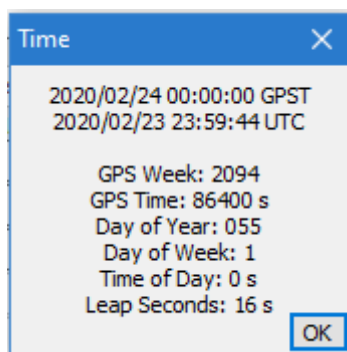 Time
2020/02/24 00:00:00 GPST
2020/02/23 23:59:44 UTC
GPS Week: 2094
GPS Time: 86400 s
Day of Year: 055
Day of Week: 1
Time of Day: 0 s
Leap Seconds: 16 s
OK